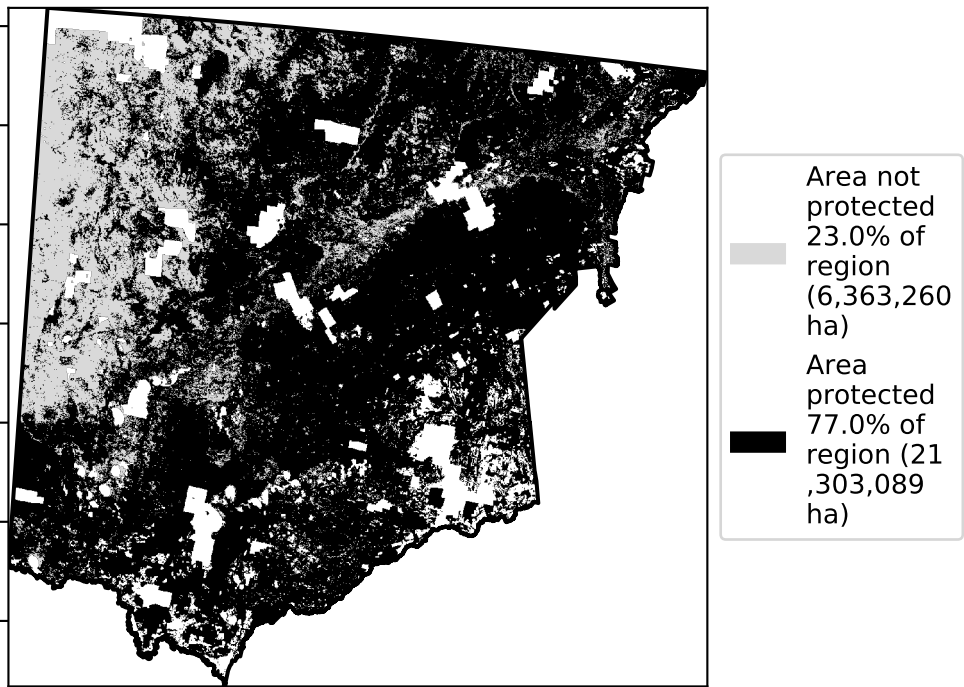 Area not
protected
23.0% of
region
(6,363,260
ha)
Area
protected
77.0% of
region (21
,303,089
ha)